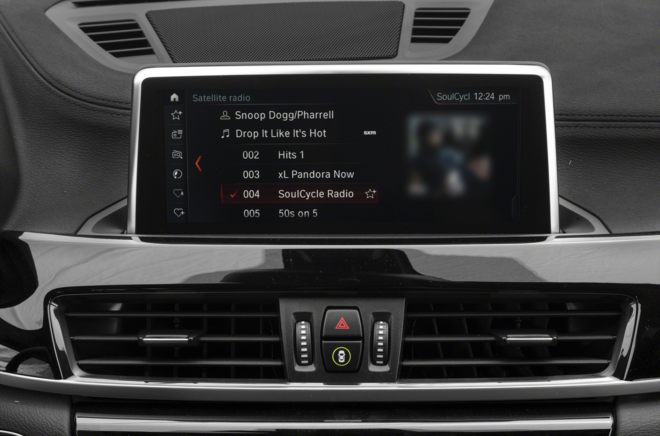 Satellite radio
SoulCycl 12:24 pm
Snoop Dogg/Pharrell
Drop It Like It's Hot
sxm
002 Hits 1
003 xL Pandora Now
004 SoulCycle Radio
005 50s on 5